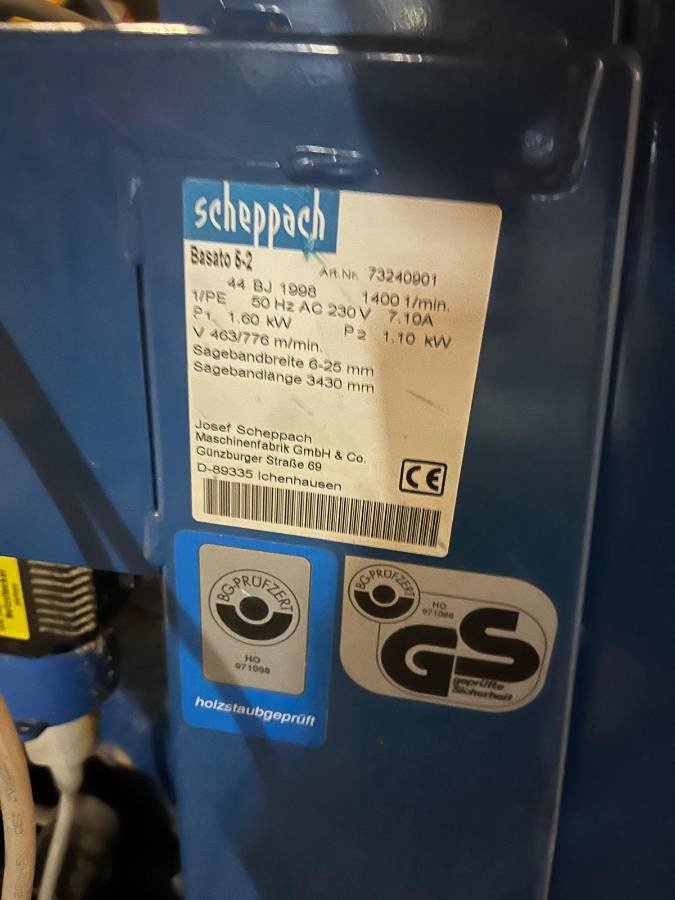 scheppach
Basato 5-2
Art.Nr. 73240901
44 BJ 1998 1400 1/min.
1/PE 50 Hz AC 230 V 7.10A
P1 1.60 kW P2 1.10 kW
V 463/776 m/min.
Sägebandbreite 6-25 mm
Sägebandlänge 3430 mm
Josef Scheppach
Maschinenfabrik GmbH & Co.
Günzburger Straße 69
D-89335 Ichenhausen
CE
BG-PRÜFZERT
HO
971098
holzstaubgeprüft
BG-PRÜFZERT
HO
971098
GS
geprüfte
Sicherheit